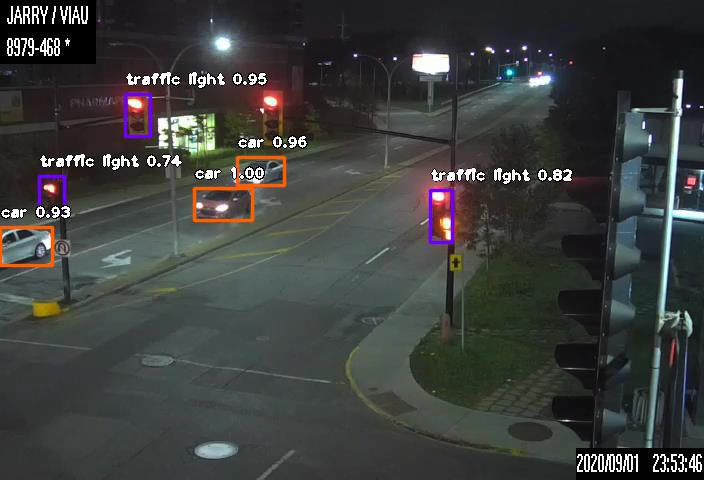 JARRY / VIAU
8979-468 *
traffic light 0.95
PHARMA
car 0.96
traffic light 0.74
car 1.00
traffic light 0.82
car 0.93
2020/09/01 23:53:46